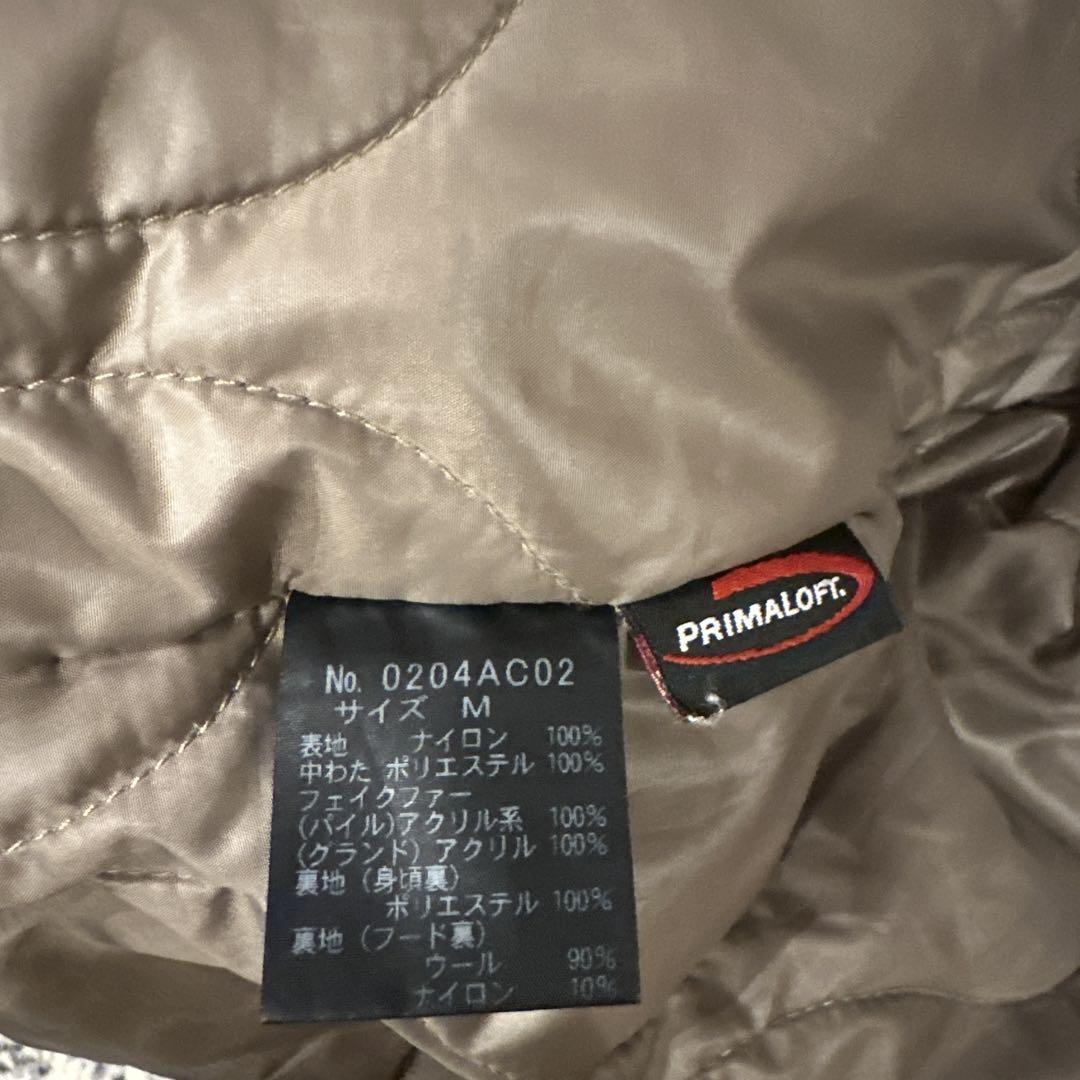 No. 0204AC02
サイズ M
表地 ナイロン 100%
中わた ポリエステル 100%
フェイクファー
(パイル)アクリル系 100%
(グランド) アクリル 100%
裏地 (身頃裏)
ポリエステル 100%
裏地 (フード裏)
ウール 90%
ナイロン 10%
PRIMALOFT.